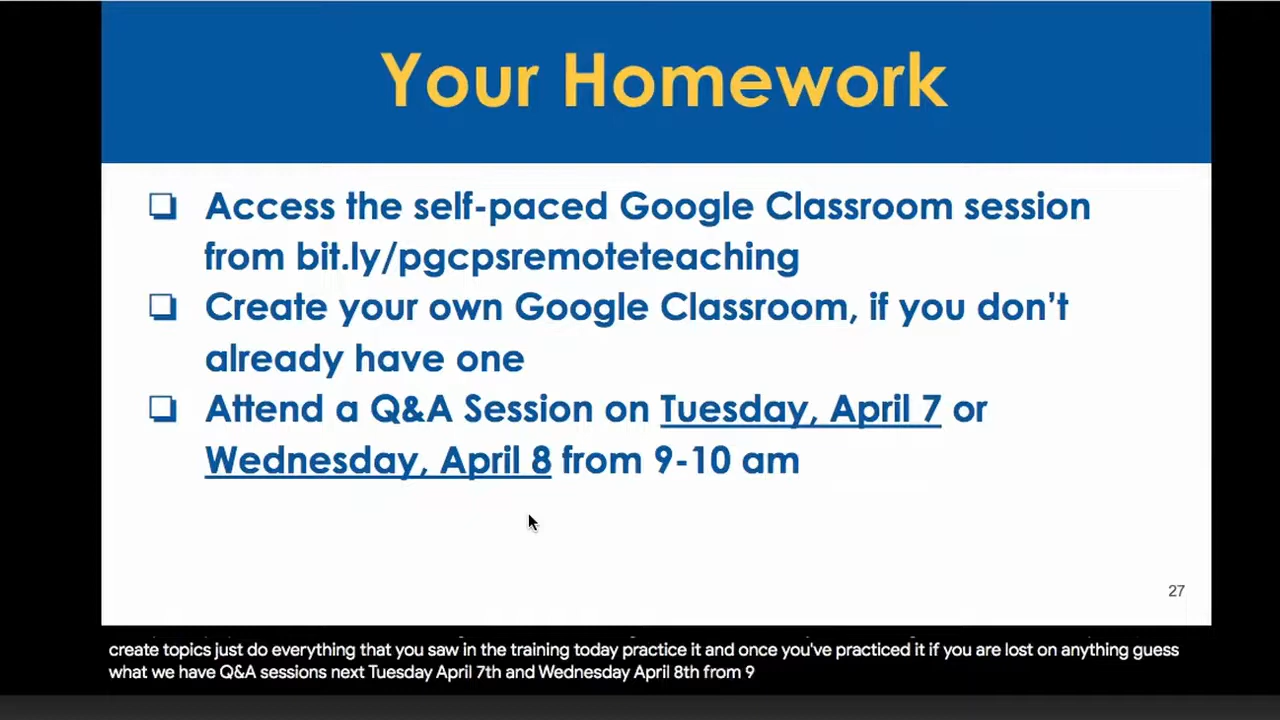 Your Homework
❏ Access the self-paced Google Classroom session
from bit.ly/pgcpsremoteteaching
❏ Create your own Google Classroom, if you don't
already have one
❏ Attend a Q&A Session on Tuesday, April 7 or
Wednesday, April 8 from 9-10 am
27
create topics just do everything that you saw in the training today practice it and once you've practiced it if you are lost on anything guess
what we have Q&A sessions next Tuesday April 7th and Wednesday April 8th from 9